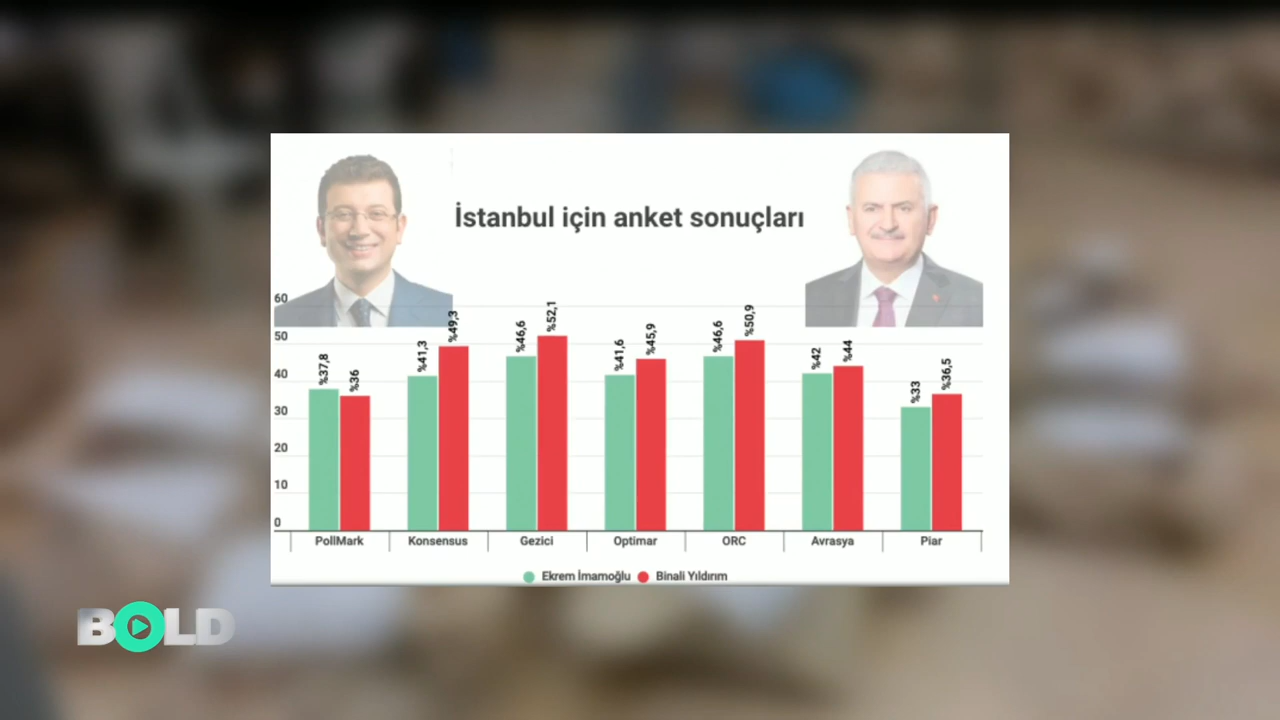 İstanbul için anket sonuçları
60
50
40
30
20
10
0
%37,8
%36
%41,3
%49,3
%46,6
%52,1
%41,6
%45,9
%46,6
%50,9
%42
%44
%33
%36,5
PollMark
Konsensus
Gezici
Optimar
ORC
Avrasya
Piar
Ekrem İmamoğlu
Binali Yıldırım
BOLD